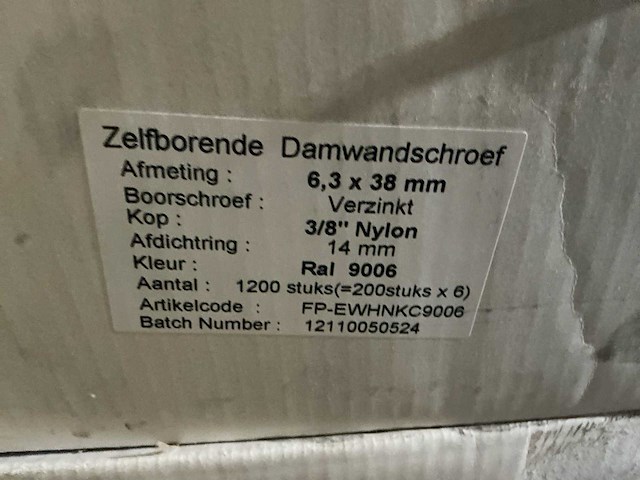 Zelfborende Damwandschroef
Afmeting : 6,3 x 38 mm
Boorschroef : Verzinkt
Kop : 3/8" Nylon
Afdichtring : 14 mm
Kleur : Ral 9006
Aantal : 1200 stuks(=200stuks x 6)
Artikelcode : FP-EWHNKC9006
Batch Number : 12110050524